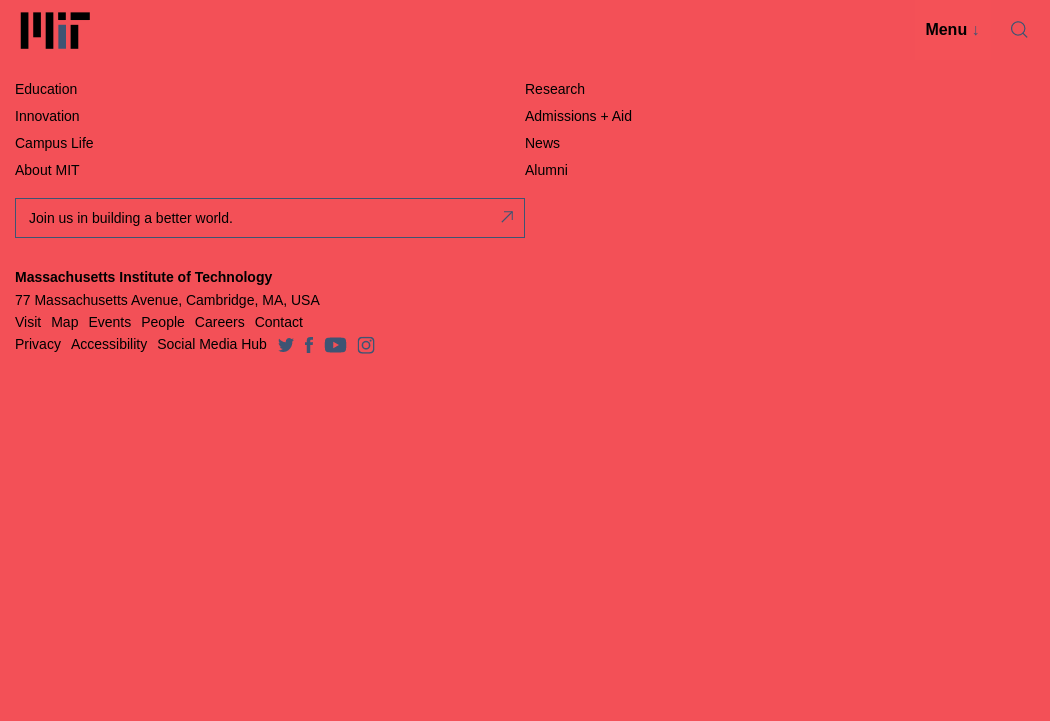 MIT
Menu ↓
Education
Research
Innovation
Admissions + Aid
Campus Life
News
About MIT
Alumni
Join us in building a better world.
Massachusetts Institute of Technology
77 Massachusetts Avenue, Cambridge, MA, USA
Visit Map Events People Careers Contact
Privacy Accessibility Social Media Hub